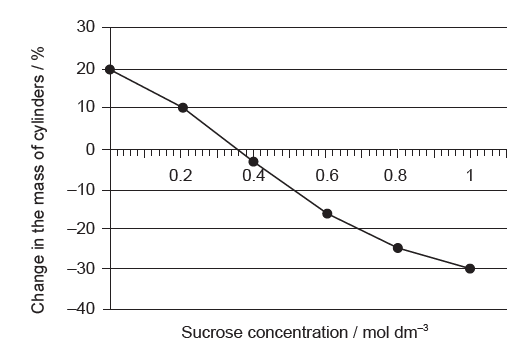 Change in the mass of cylinders / %
30
20
10
0
–10
–20
–30
–40
0.2 0.4 0.6 0.8 1
Sucrose concentration / mol dm⁻³